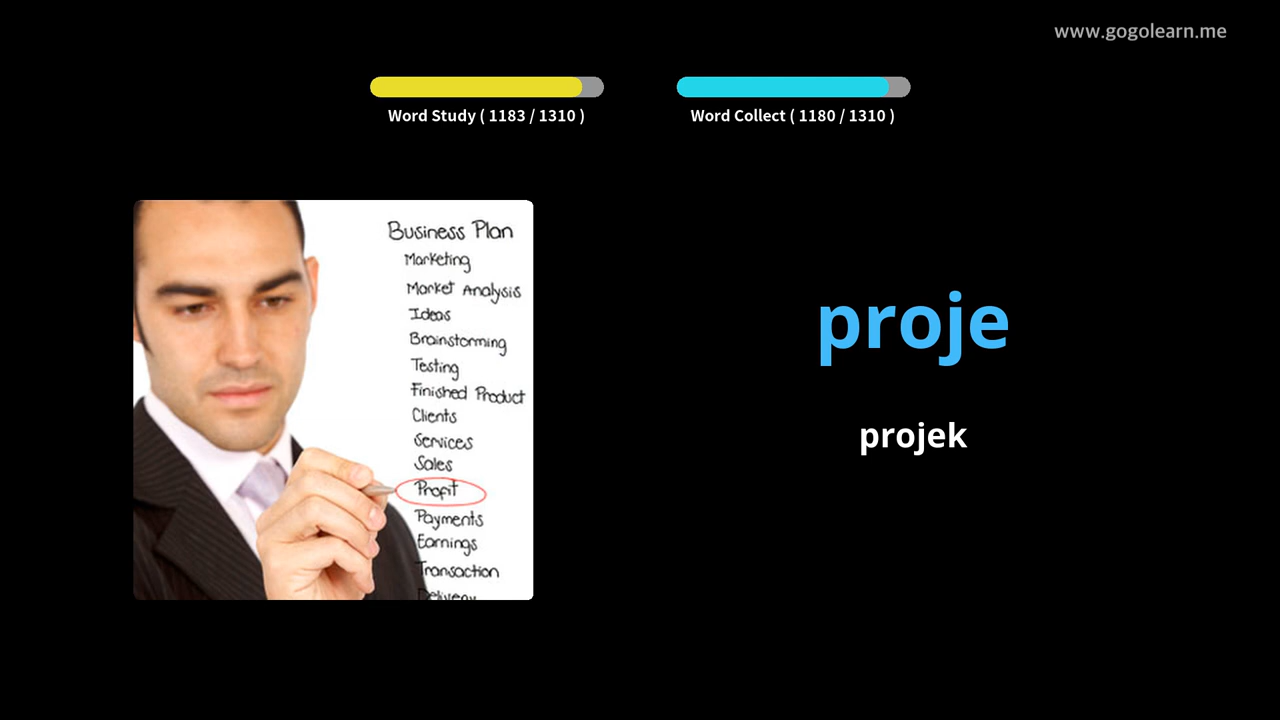 www.gogolearn.me
Word Study ( 1183 / 1310 )
Word Collect ( 1180 / 1310 )
Business Plan
Marketing
Market Analysis
Ideas
Brainstorming
Testing
Finished Product
Clients
Services
Sales
Profit
Payments
Earnings
Transaction
Delivery
proje
projek